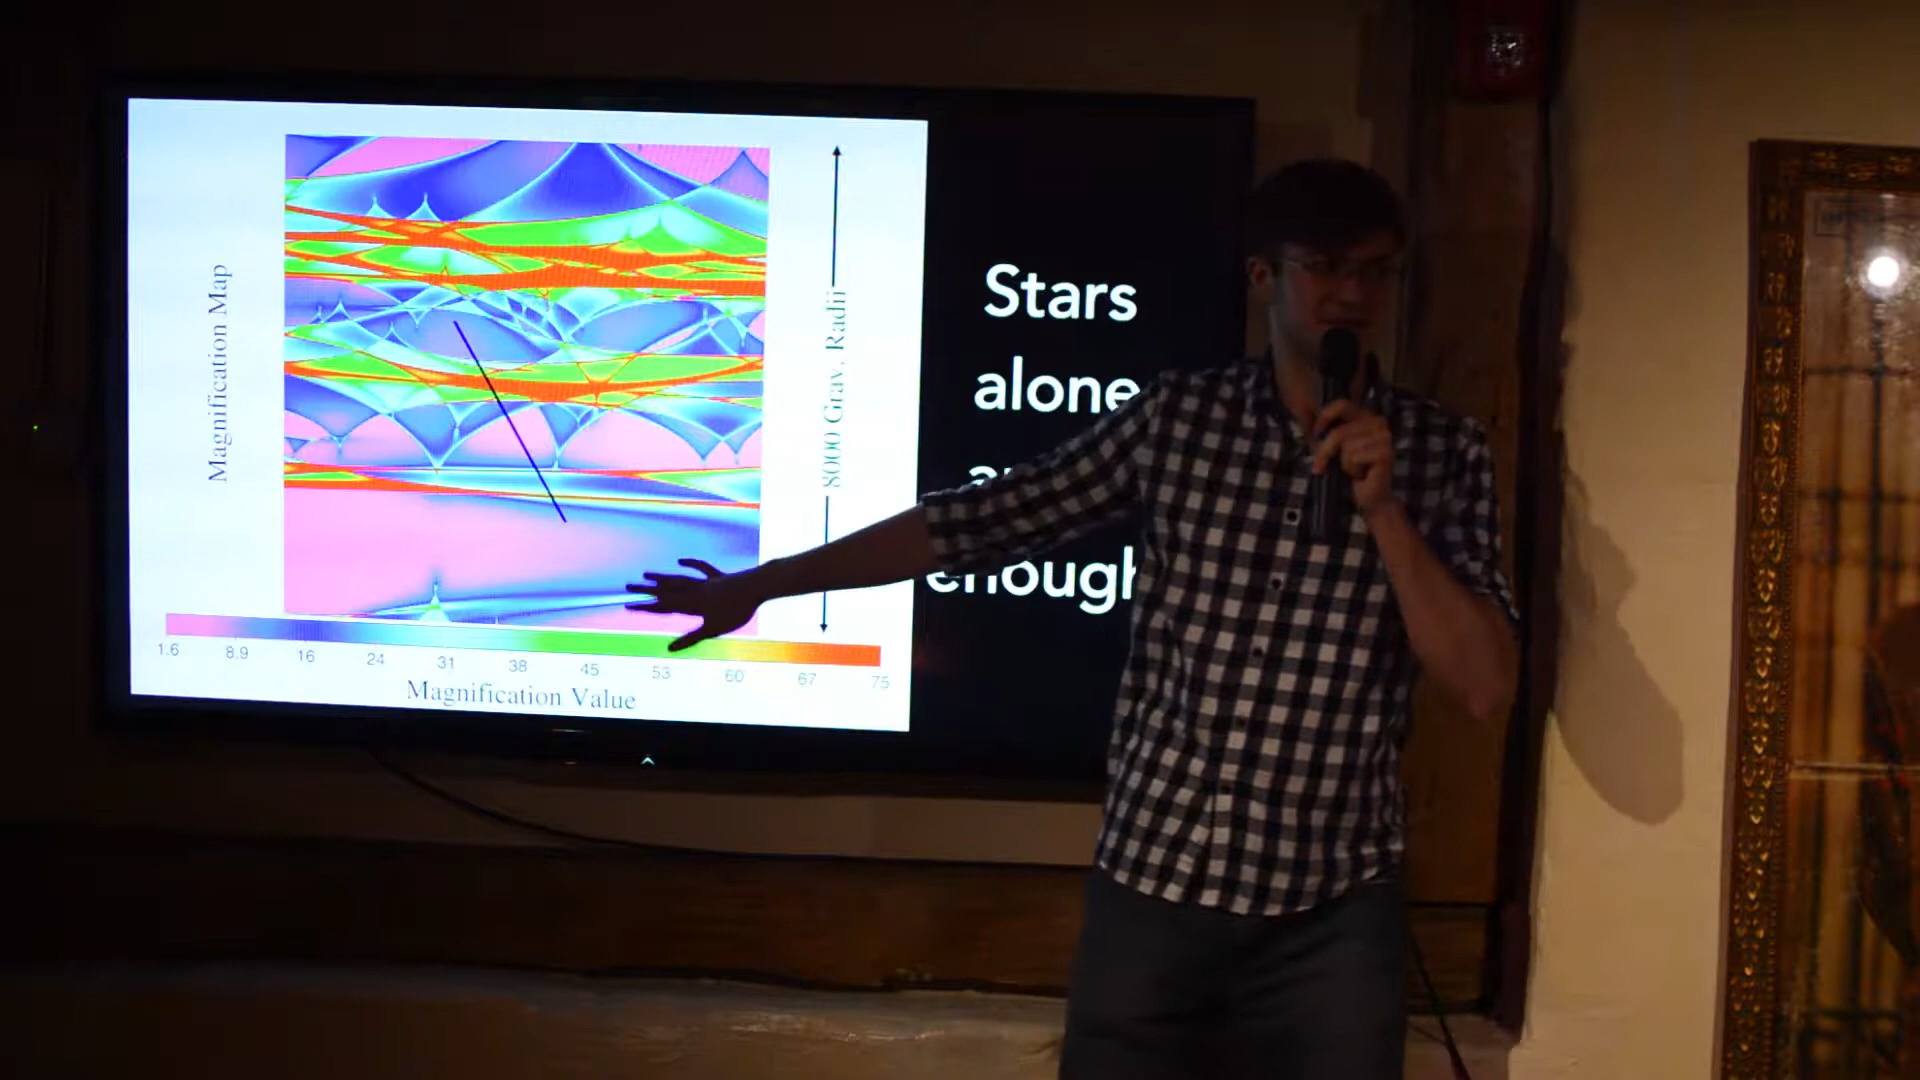 Magnification Map
8000 Grav. Radii
1.6 8.9 16 24 31 38 45 53 60 67 75
Magnification Value
Stars
alone
enough